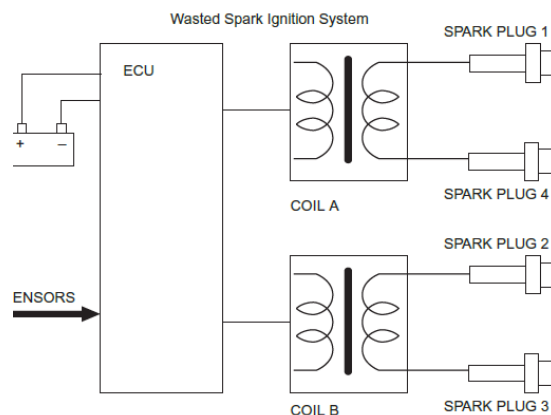 Wasted Spark Ignition System
SPARK PLUG 1
ECU
+ –
SPARK PLUG 4
COIL A
SPARK PLUG 2
ENSORS
SPARK PLUG 3
COIL B